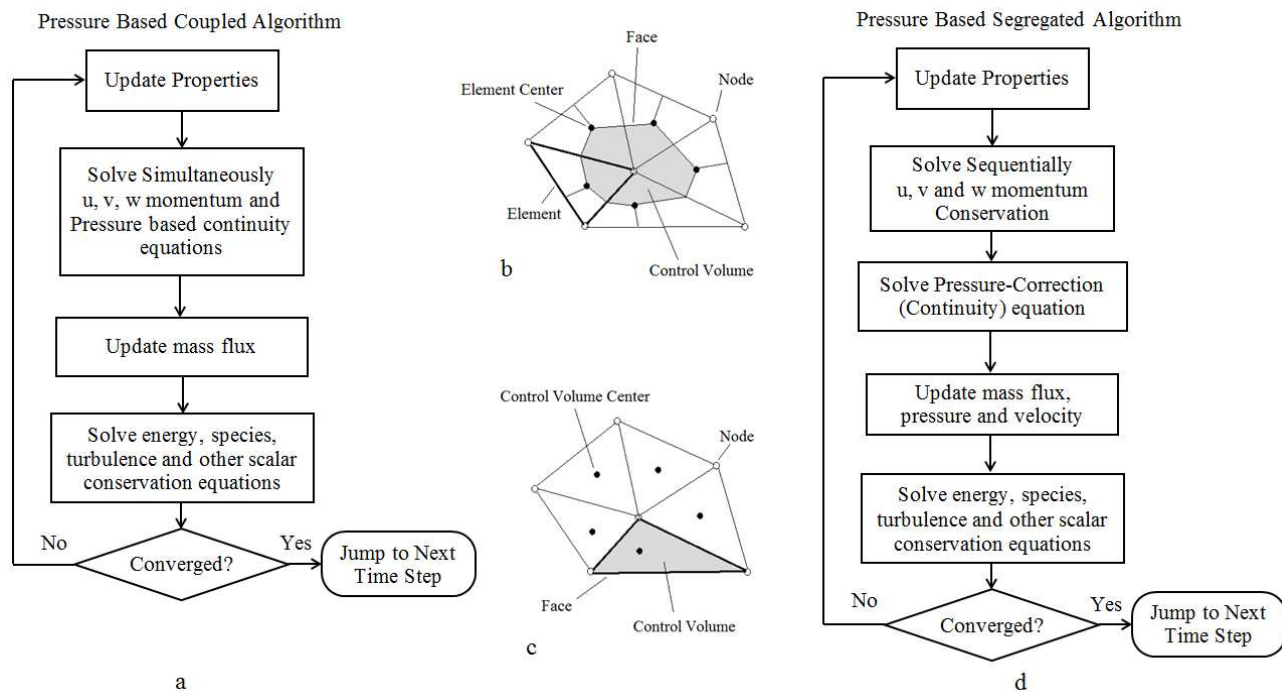 Pressure Based Coupled Algorithm
Update Properties
Solve Simultaneously
u, v, w momentum and
Pressure based continuity
equations
Update mass flux
Solve energy, species,
turbulence and other scalar
conservation equations
No
Converged?
Yes
Jump to Next
Time Step
a
Face
Node
Element Center
Element
Control Volume
b
Control Volume Center
Node
Face
Control Volume
c
Pressure Based Segregated Algorithm
Update Properties
Solve Sequentially
u, v and w momentum
Conservation
Solve Pressure-Correction
(Continuity) equation
Update mass flux,
pressure and velocity
Solve energy, species,
turbulence and other scalar
conservation equations
No
Converged?
Yes
Jump to Next
Time Step
d